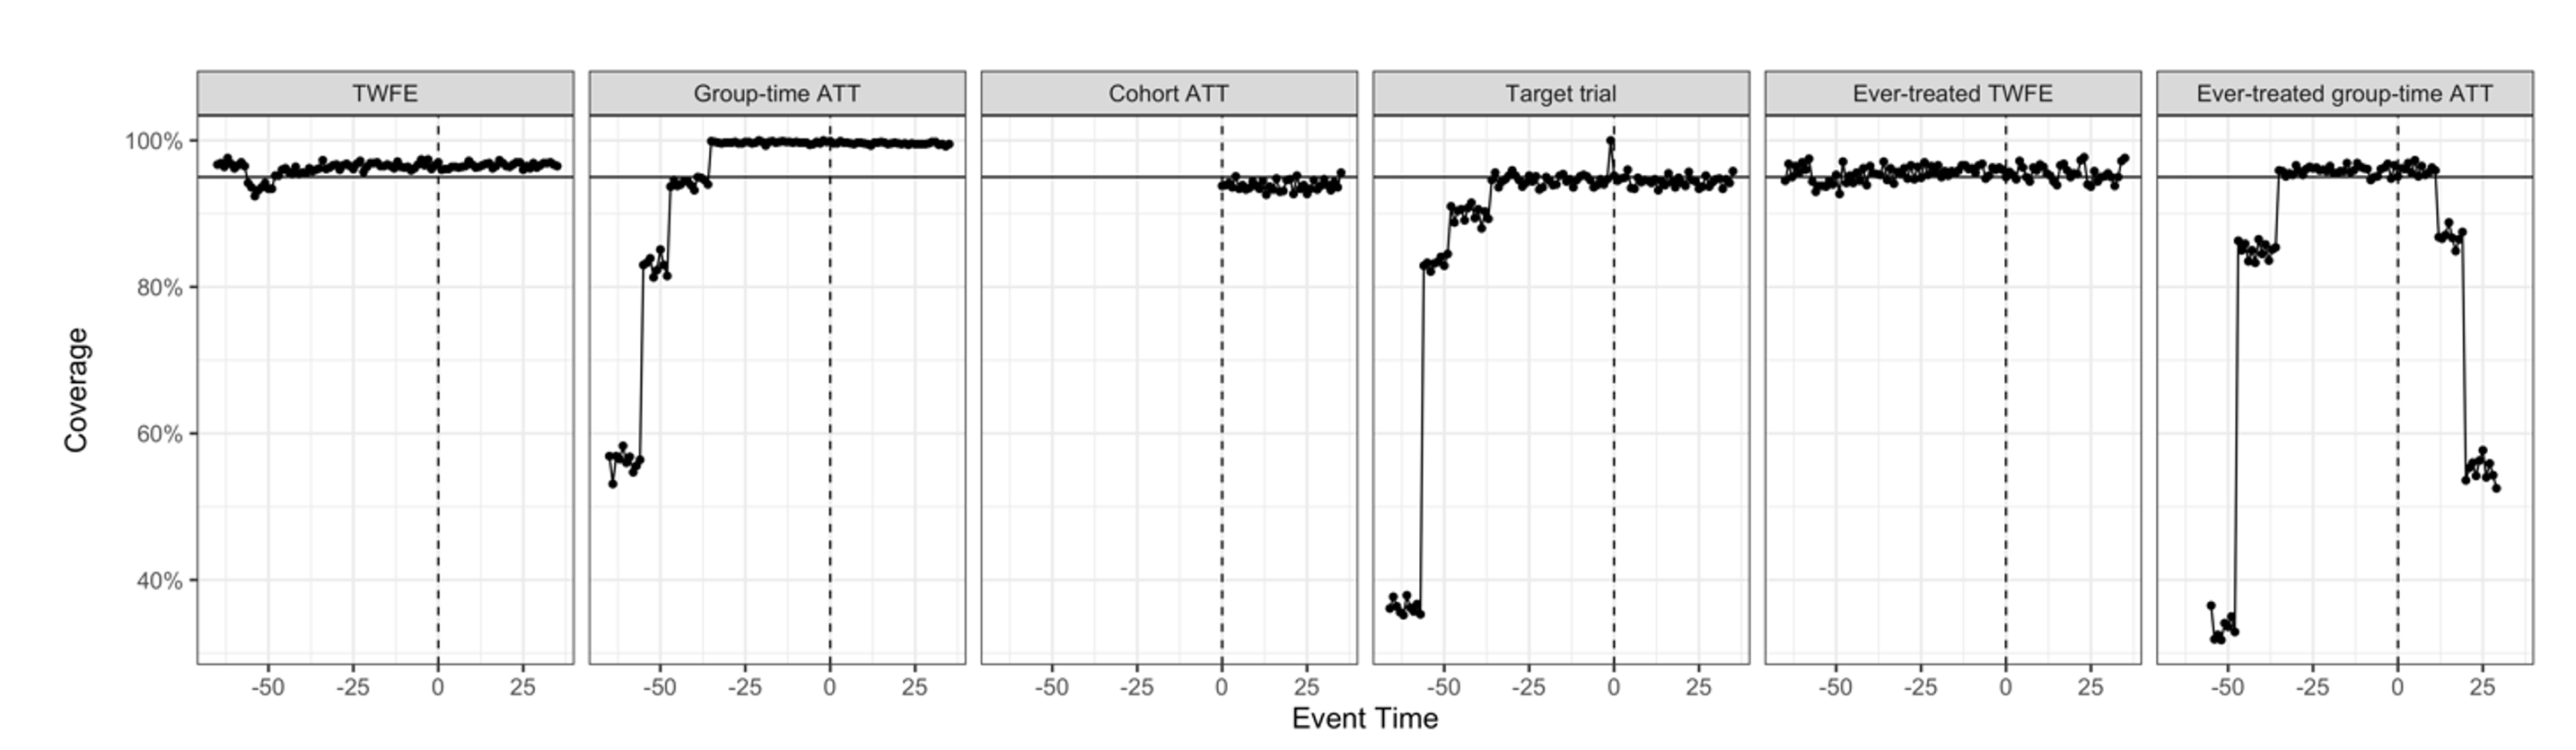 TWFE
Group-time ATT
Cohort ATT
Target trial
Ever-treated TWFE
Ever-treated group-time ATT
Coverage
100%
80%
60%
40%
-50 -25 0 25
-50 -25 0 25
-50 -25 0 25
-50 -25 0 25
-50 -25 0 25
-50 -25 0 25
Event Time